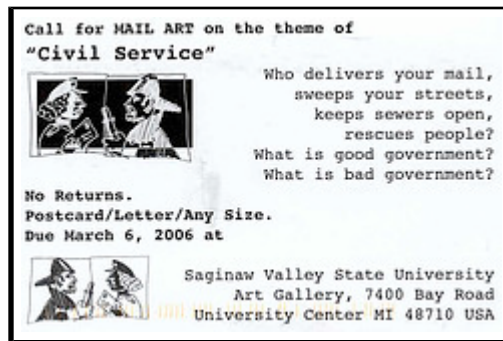 Call for MAIL ART on the theme of
"Civil Service"
Who delivers your mail,
sweeps your streets,
keeps sewers open,
rescues people?
What is good government?
What is bad government?
No Returns.
Postcard/Letter/Any Size.
Due March 6, 2006 at
Saginaw Valley State University
Art Gallery, 7400 Bay Road
University Center MI 48710 USA